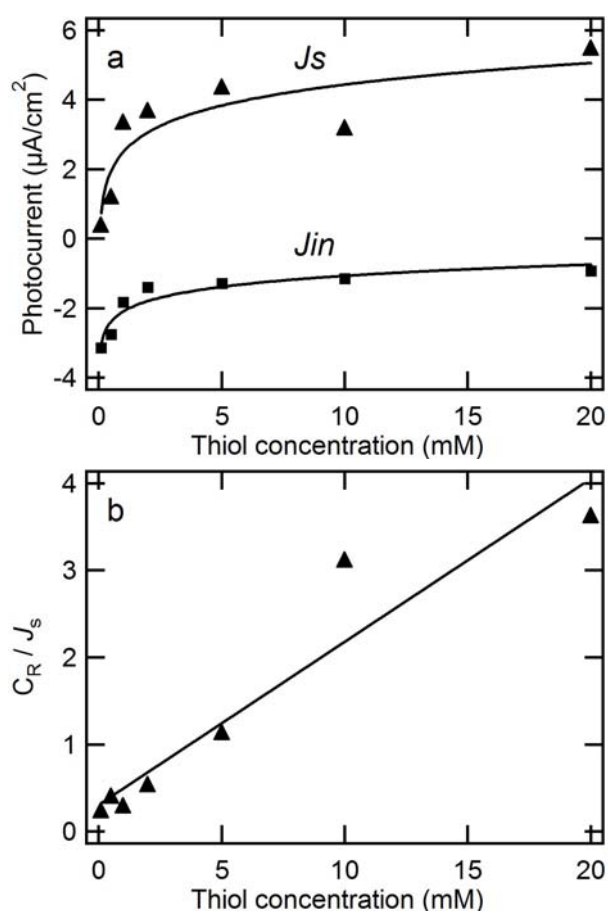 a
Js
Jin
Photocurrent (μA/cm²)
6
4
2
0
-2
-4
0 5 10 15 20
Thiol concentration (mM)
b
C_R / J_s
4
3
2
1
0
0 5 10 15 20
Thiol concentration (mM)